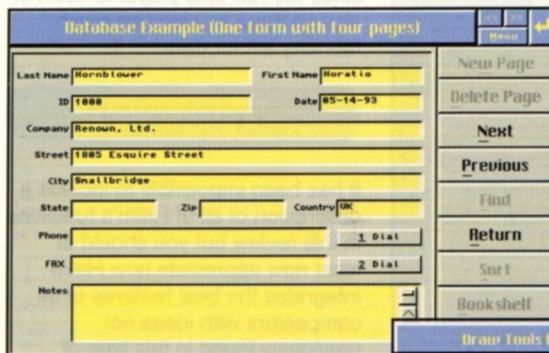 Database Example (One form with four pages)
<< >>
Menu
Last Name Hornblower First Name Horatio
ID 1000 Date 05-14-93
Company Renown, Ltd.
Street 1805 Esquire Street
City Smallbridge
State Zip Country UK
Phone 1 Dial
FAX 2 Dial
Notes
New Page
Delete Page
Next
Previous
Find
Return
Sort
Bookshelf
Draw Tools